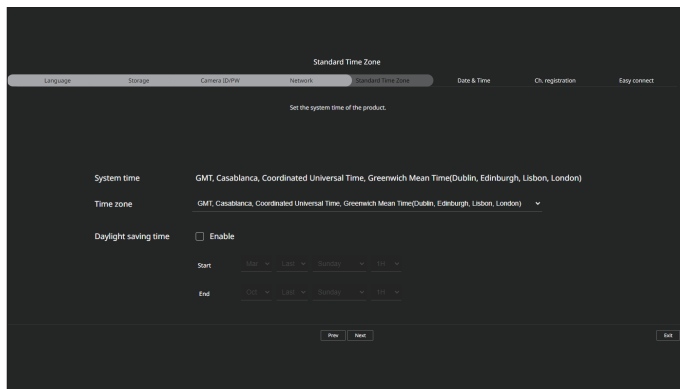 Standard Time Zone
Language Storage Camera ID/PW Network Standard Time Zone Date & Time Ch. registration Easy connect
Set the system time of the product.
System time GMT, Casablanca, Coordinated Universal Time, Greenwich Mean Time(Dublin, Edinburgh, Lisbon, London)
Time zone GMT, Casablanca, Coordinated Universal Time, Greenwich Mean Time(Dublin, Edinburgh, Lisbon, London)
Daylight saving time Enable
Start Mar Last Sunday 1H
End Oct Last Sunday 1H
Prev Next Exit